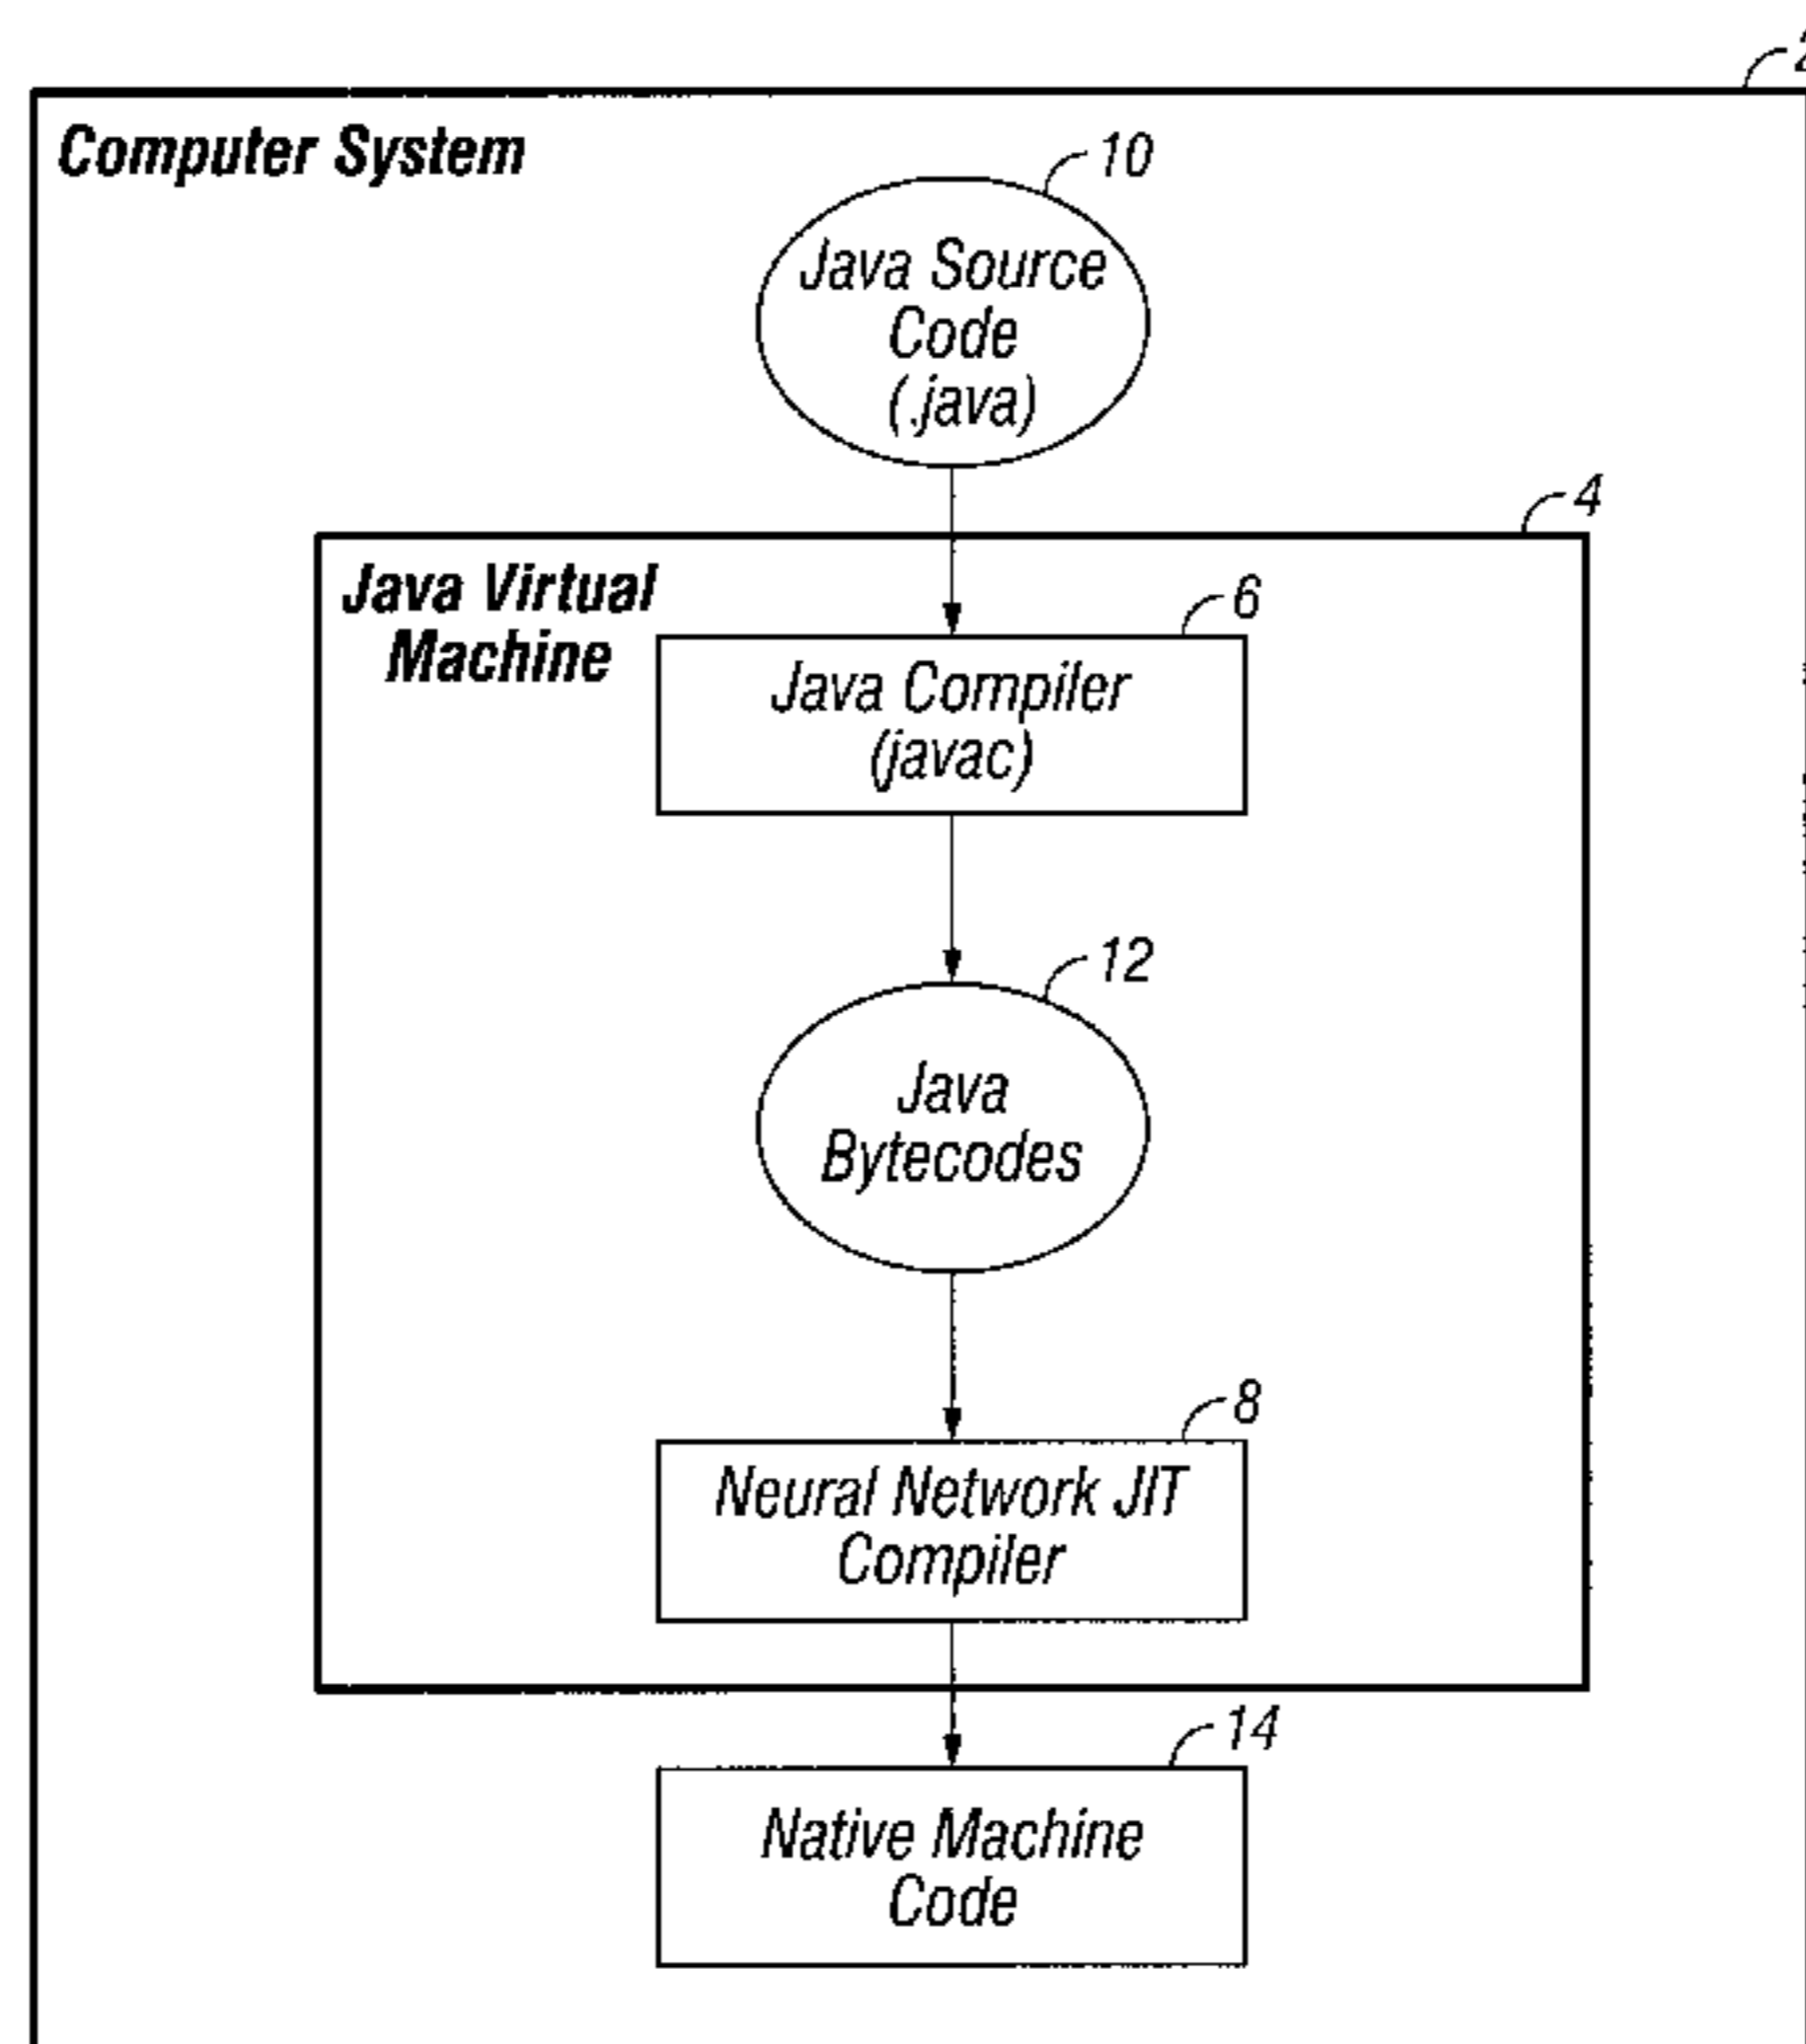 2
Computer System
10
Java Source
Code
(.java)
4
Java Virtual
Machine
6
Java Compiler
(javac)
12
Java
Bytecodes
8
Neural Network JIT
Compiler
14
Native Machine
Code